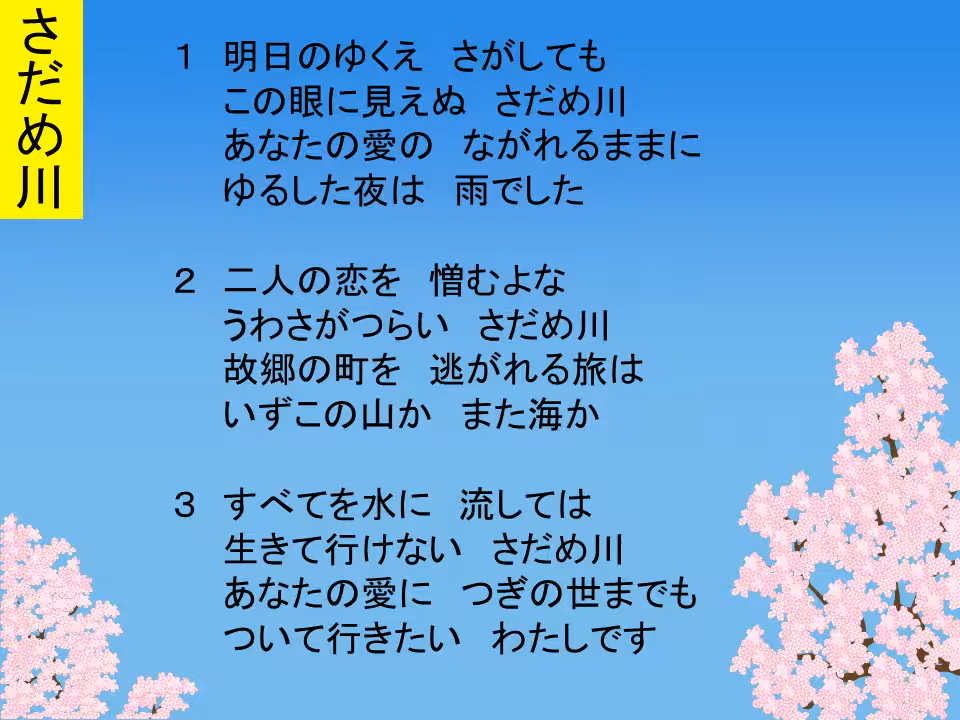 さだめ川
１　明日のゆくえ　さがしても
この眼に見えぬ　さだめ川
あなたの愛の　ながれるままに
ゆるした夜は　雨でした
２　二人の恋を　憎むよな
うわさがつらい　さだめ川
故郷の町を　逃がれる旅は
いずこの山か　また海か
３　すべてを水に　流しては
生きて行けない　さだめ川
あなたの愛に　つぎの世までも
ついて行きたい　わたしです